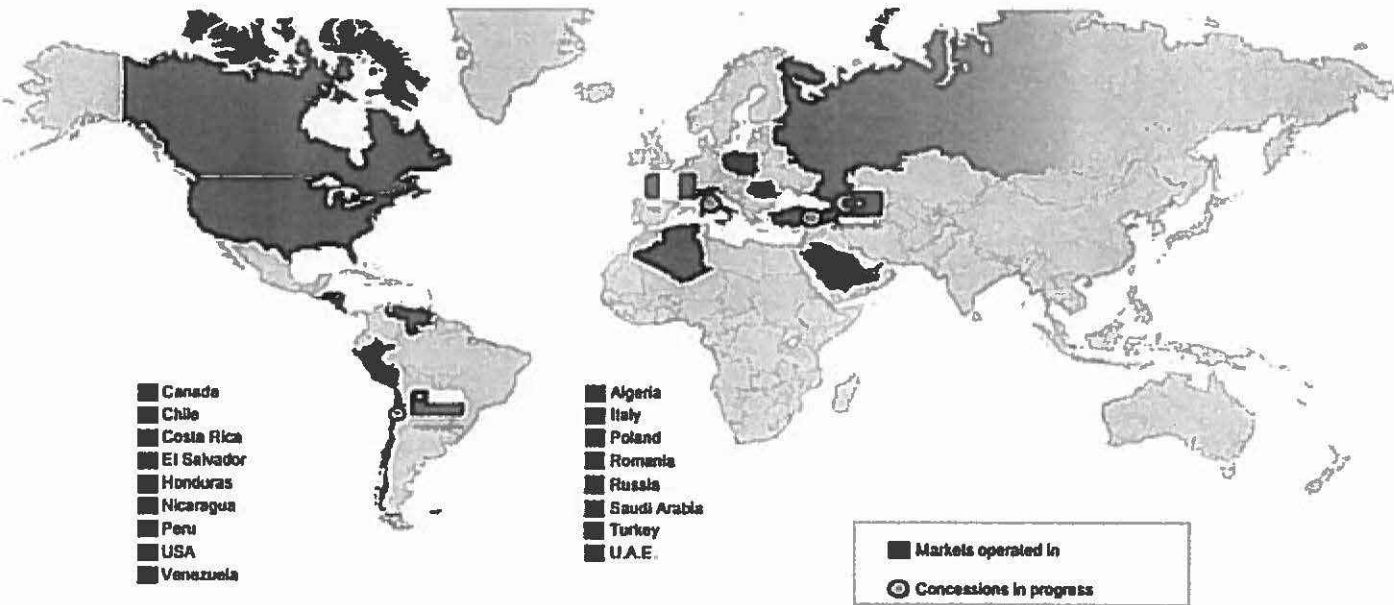 Canada
Chile
Costa Rica
El Salvador
Honduras
Nicaragua
Peru
USA
Venezuela
Algeria
Italy
Poland
Romania
Russia
Saudi Arabia
Turkey
U.A.E.
Markets operated in
Concessions in progress